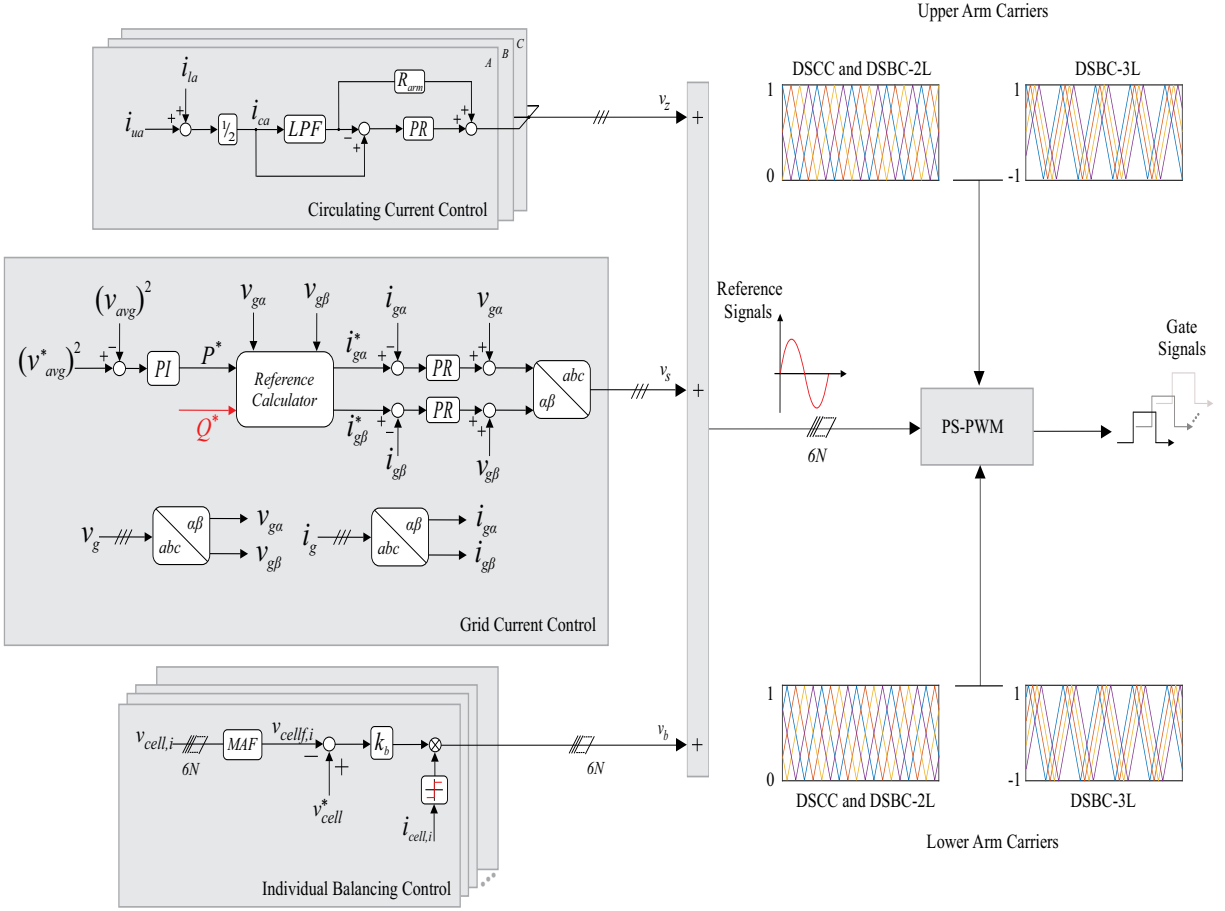 Upper Arm Carriers
C
B
A
i_la
+
+
i_ua
½
i_ca
LPF
R_arm
−
+
PR
+
+
Circulating Current Control
v_z
+
DSCC and DSBC-2L
1
0
DSBC-3L
1
-1
(v_avg)^2
−
+
(v*_avg)^2
PI
P*
Q*
v_gα
v_gβ
Reference
Calculator
i*_gα
i*_gβ
i_gα
−
+
PR
+
+
v_gα
+
−
i_gβ
PR
+
+
v_gβ
abc
αβ
v_s
+
v_g
αβ
abc
v_gα
v_gβ
i_g
αβ
abc
i_gα
i_gβ
Grid Current Control
Reference
Signals
6N
PS-PWM
Gate
Signals
v_cell,i
6N
MAF
v_cellf,i
−
+
v*_cell
k_b
i_cell,i
Individual Balancing Control
6N
v_b
+
1
0
DSCC and DSBC-2L
1
-1
DSBC-3L
Lower Arm Carriers